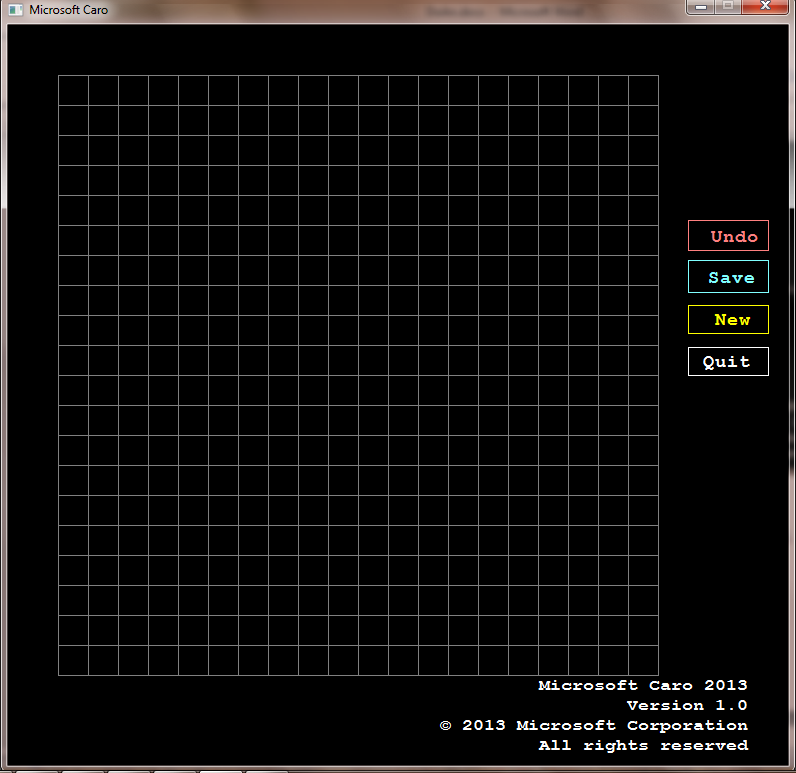 Microsoft Caro
Undo
Save
New
Quit
Microsoft Caro 2013
Version 1.0
© 2013 Microsoft Corporation
All rights reserved